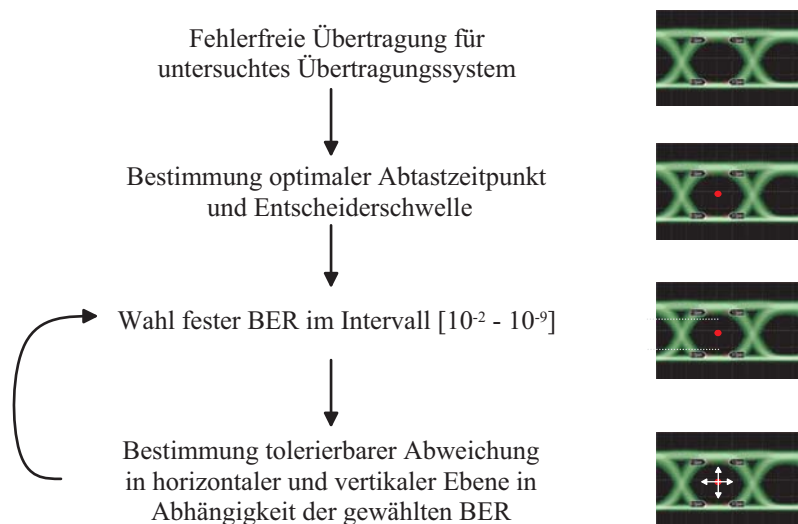 Fehlerfreie Übertragung für
untersuchtes Übertragungssystem
Bestimmung optimaler Abtastzeitpunkt
und Entscheiderschwelle
Wahl fester BER im Intervall [10⁻² - 10⁻⁹]
Bestimmung tolerierbarer Abweichung
in horizontaler und vertikaler Ebene in
Abhängigkeit der gewählten BER